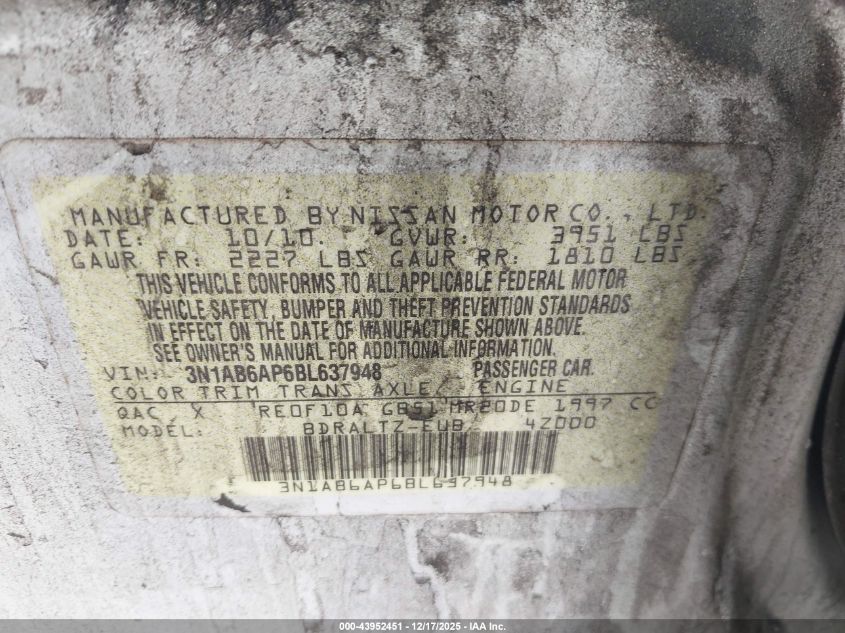 MANUFACTURED BY NISSAN MOTOR CO., LTD.
DATE: 10/10. GVWR: 3951 LBS
GAWR FR: 2227 LBS GAWR RR: 1810 LBS
THIS VEHICLE CONFORMS TO ALL APPLICABLE FEDERAL MOTOR
VEHICLE SAFETY, BUMPER AND THEFT PREVENTION STANDARDS
IN EFFECT ON THE DATE OF MANUFACTURE SHOWN ABOVE.
SEE OWNER'S MANUAL FOR ADDITIONAL INFORMATION.
VIN: 3N1AB6AP6BL637948 PASSENGER CAR.
COLOR TRIM TRANS AXLE ENGINE
QAC X RE0F10A GB51 MR20DE 1997 CC
MODEL: BDRALTZ-EUB 4Z000
3N1AB6AP6BL637948
000-43952451 - 12/17/2025 - IAA Inc.